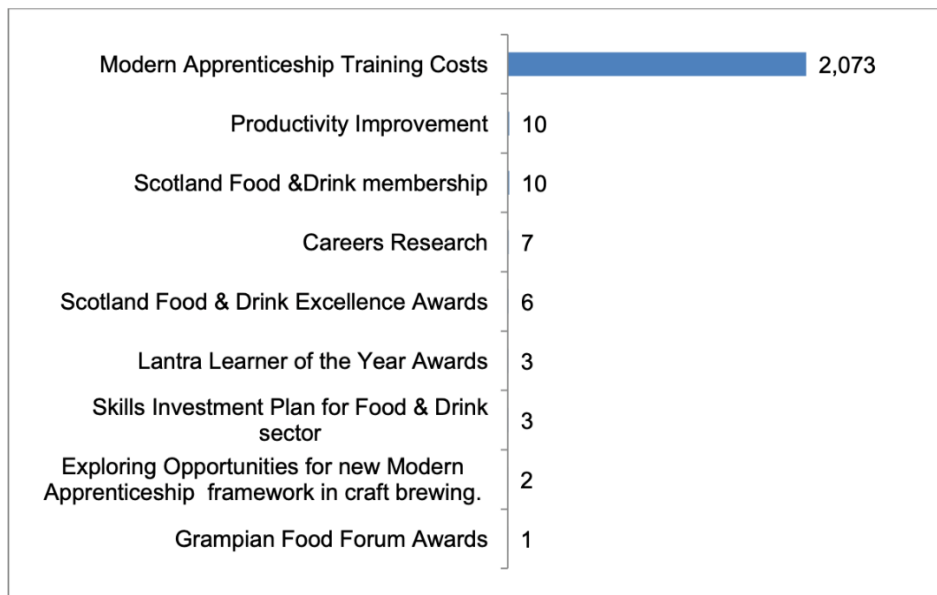 Modern Apprenticeship Training Costs 2,073
Productivity Improvement 10
Scotland Food &Drink membership 10
Careers Research 7
Scotland Food & Drink Excellence Awards 6
Lantra Learner of the Year Awards 3
Skills Investment Plan for Food & Drink
sector 3
Exploring Opportunities for new Modern
Apprenticeship framework in craft brewing. 2
Grampian Food Forum Awards 1